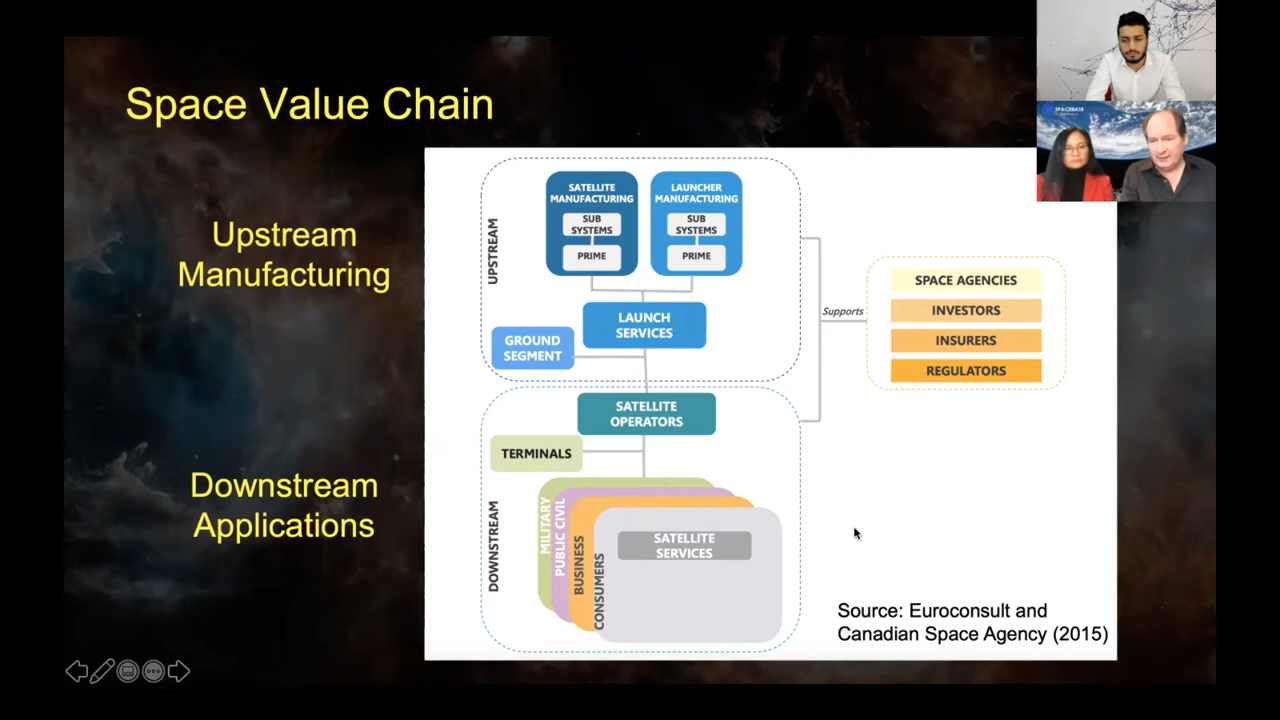 Space Value Chain
SPACEBASE
Upstream
Manufacturing
Downstream
Applications
UPSTREAM
SATELLITE
MANUFACTURING
SUB
SYSTEMS
PRIME
LAUNCHER
MANUFACTURING
SUB
SYSTEMS
PRIME
LAUNCH
SERVICES
GROUND
SEGMENT
Supports
SPACE AGENCIES
INVESTORS
INSURERS
REGULATORS
DOWNSTREAM
SATELLITE
OPERATORS
TERMINALS
MILITARY
PUBLIC CIVIL
BUSINESS
CONSUMERS
SATELLITE
SERVICES
Source: Euroconsult and
Canadian Space Agency (2015)